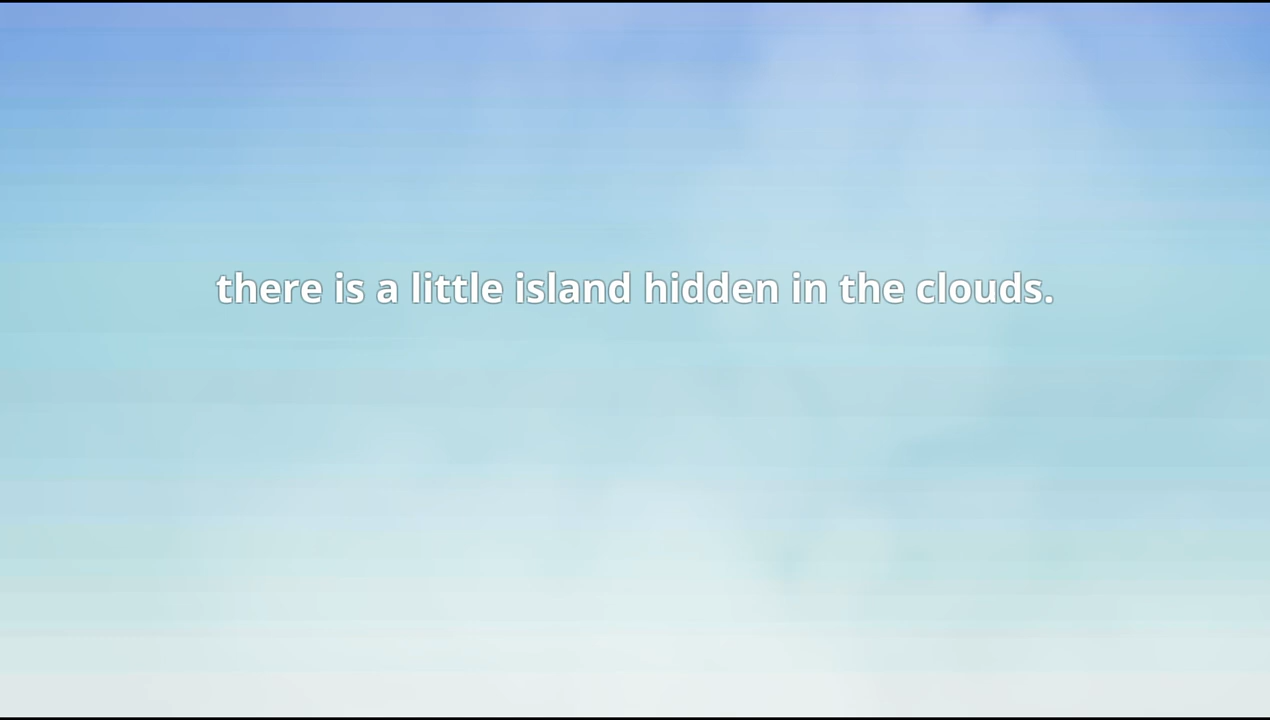 there is a little island hidden in the clouds.